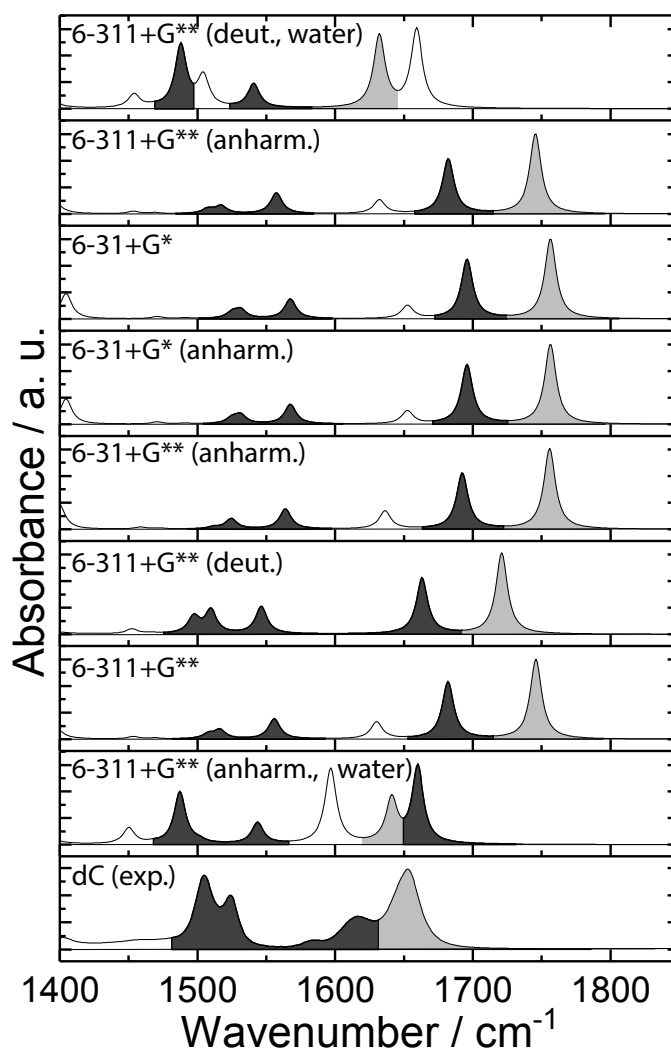 6-311+G** (deut., water)
6-311+G** (anharm.)
6-31+G*
6-31+G* (anharm.)
6-31+G** (anharm.)
6-311+G** (deut.)
6-311+G**
6-311+G** (anharm., water)
dC (exp.)
Absorbance / a. u.
1400 1500 1600 1700 1800
Wavenumber / cm-1